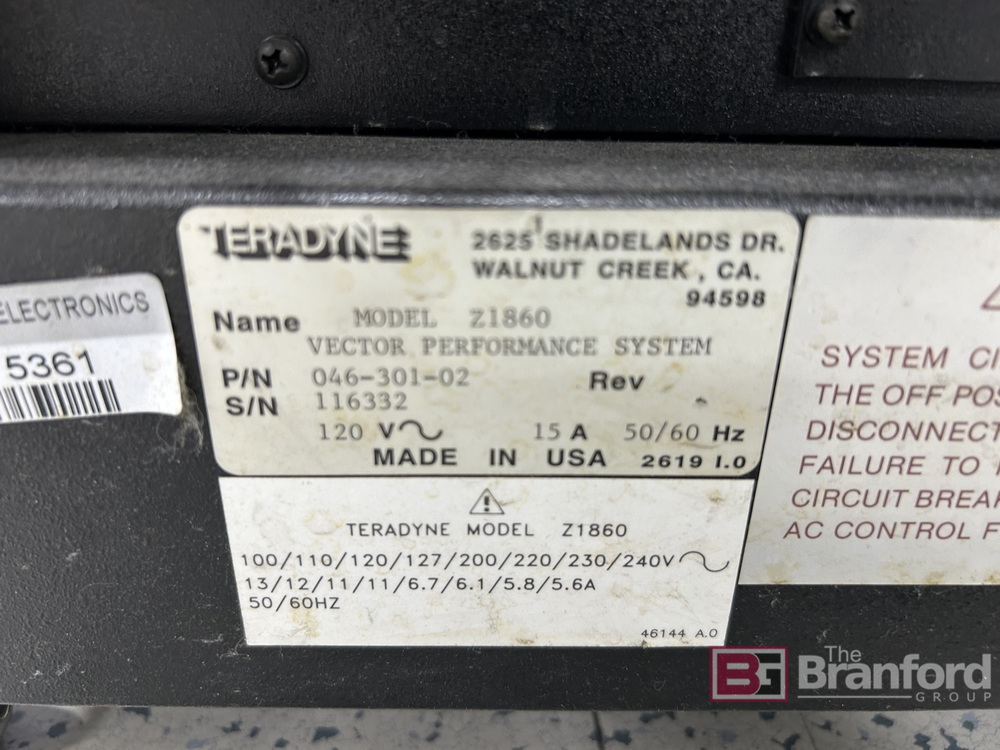 ELECTRONICS
5361
TERADYNE
2625 SHADELANDS DR.
WALNUT CREEK, CA.
94598
Name MODEL Z1860
VECTOR PERFORMANCE SYSTEM
P/N 046-301-02 Rev
S/N 116332
120 V 15 A 50/60 Hz
MADE IN USA 2619 1.0
TERADYNE MODEL Z1860
100/110/120/127/200/220/230/240V
13/12/11/11/6.7/6.1/5.8/5.6A
50/60HZ
46144 A.0
SYSTEM
THE OFF
DISCONNECT
FAILURE TO
CIRCUIT
AC CONTROL
BG The Branford GROUP